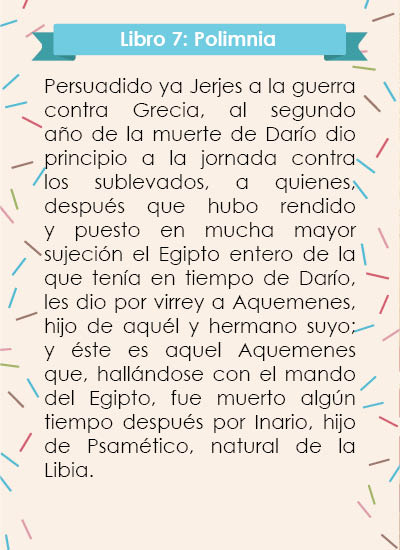 Libro 7: Polimnia
Persuadido ya Jerjes a la guerra
contra Grecia, al segundo
año de la muerte de Darío dio
principio a la jornada contra
los sublevados, a quienes,
después que hubo rendido
y puesto en mucha mayor
sujeción el Egipto entero de la
que tenía en tiempo de Darío,
les dio por virrey a Aquemenes,
hijo de aquél y hermano suyo;
y éste es aquel Aquemenes
que, hallándose con el mando
del Egipto, fue muerto algún
tiempo después por Inario, hijo
de Psamético, natural de la
Libia.